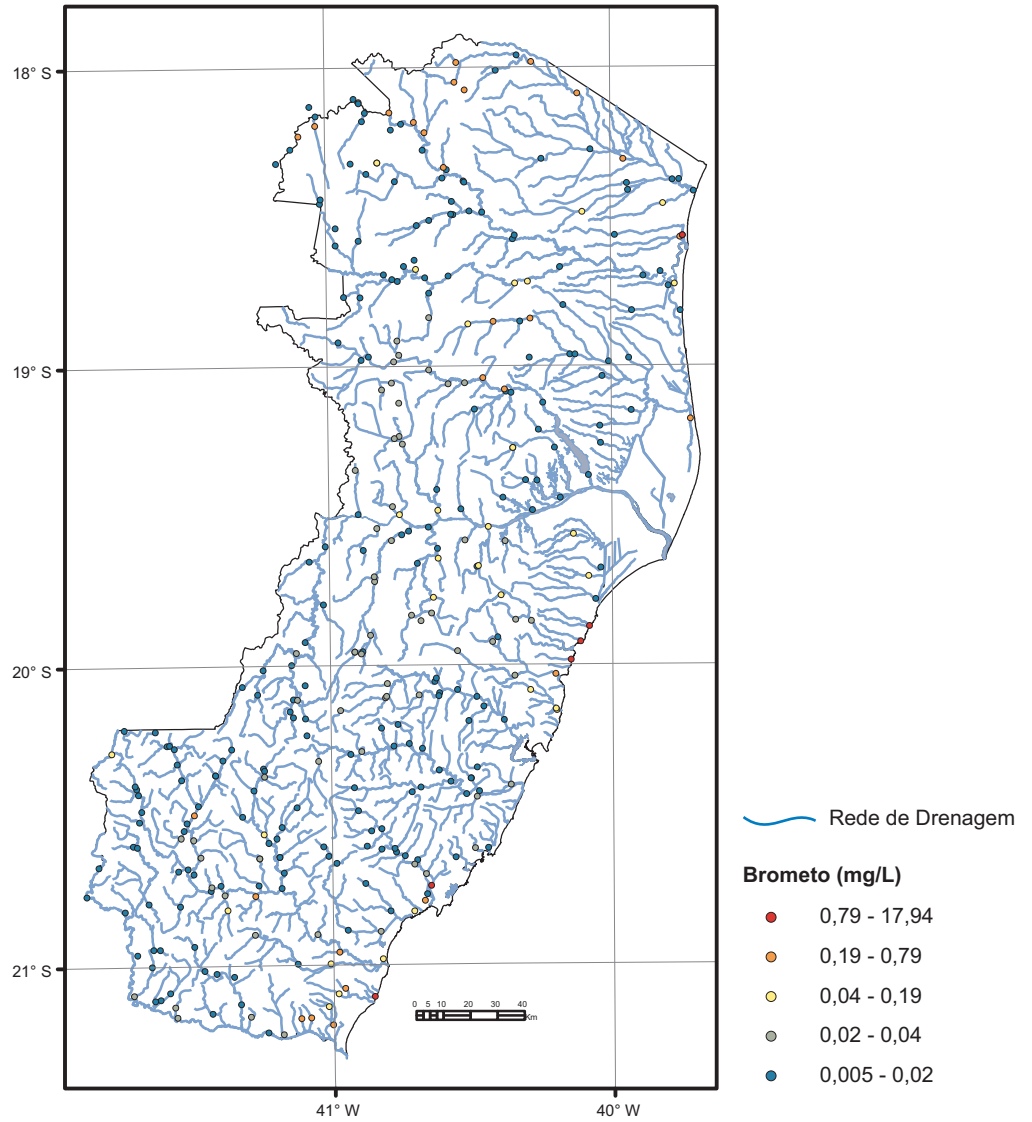 18° S
19° S
20° S
21° S
41° W
40° W
0 5 10 20 30 40
Km
Rede de Drenagem
Brometo (mg/L)
0,79 - 17,94
0,19 - 0,79
0,04 - 0,19
0,02 - 0,04
0,005 - 0,02